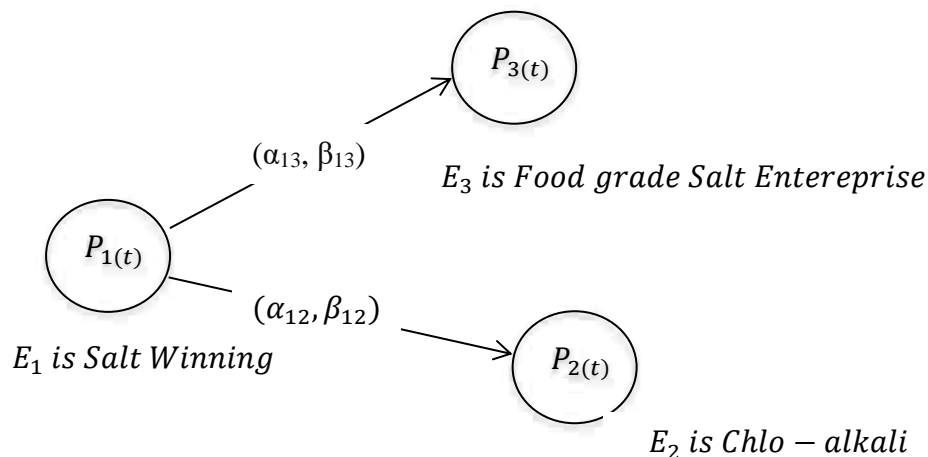 P₃(t)
(α₁₃, β₁₃)
E₃ is Food grade Salt Entereprise
P₁(t)
(α₁₂, β₁₂)
E₁ is Salt Winning
P₂(t)
E₂ is Chlo − alkali